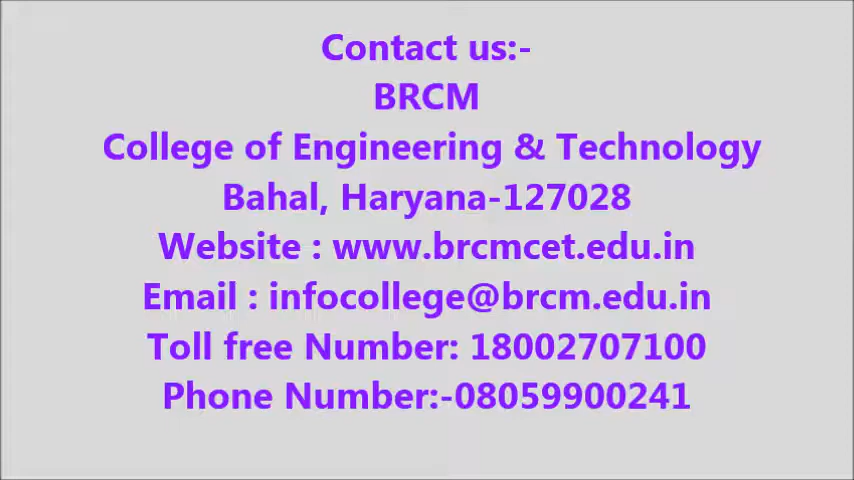 Contact us:-
BRCM
College of Engineering & Technology
Bahal, Haryana-127028
Website : www.brcmcet.edu.in
Email : infocollege@brcm.edu.in
Toll free Number: 18002707100
Phone Number:-08059900241